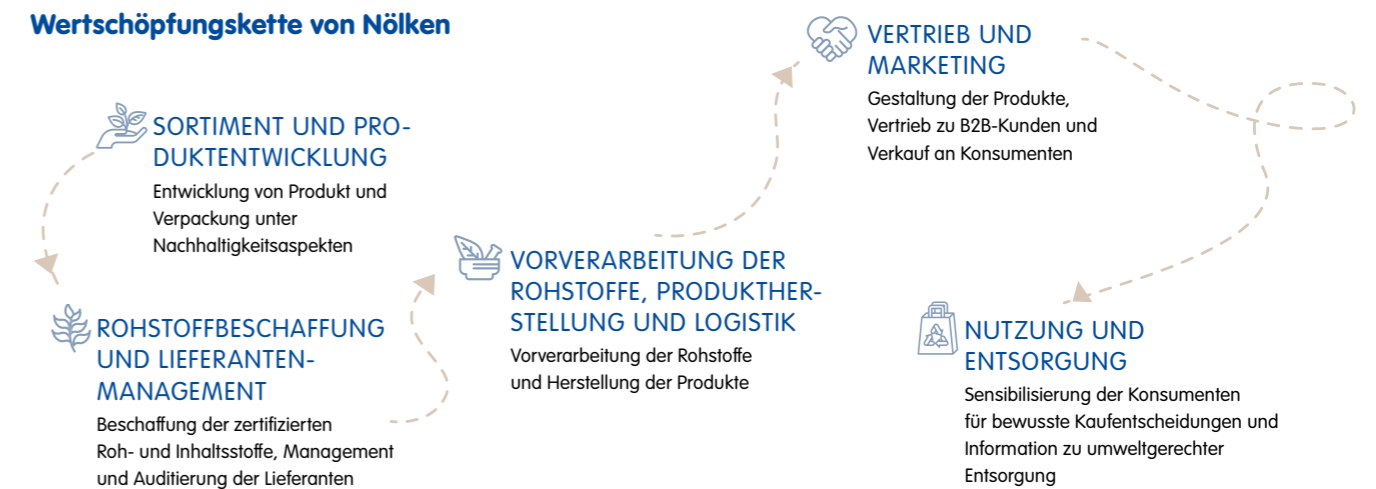 Wertschöpfungskette von Nölken
SORTIMENT UND PRO-
DUKTENTWICKLUNG
Entwicklung von Produkt und
Verpackung unter
Nachhaltigkeitsaspekten
ROHSTOFFBESCHAFFUNG
UND LIEFERANTEN-
MANAGEMENT
Beschaffung der zertifizierten
Roh- und Inhaltsstoffe, Management
und Auditierung der Lieferanten
VORVERARBEITUNG DER
ROHSTOFFE, PRODUKTHER-
STELLUNG UND LOGISTIK
Vorverarbeitung der Rohstoffe
und Herstellung der Produkte
VERTRIEB UND
MARKETING
Gestaltung der Produkte,
Vertrieb zu B2B-Kunden und
Verkauf an Konsumenten
NUTZUNG UND
ENTSORGUNG
Sensibilisierung der Konsumenten
für bewusste Kaufentscheidungen und
Information zu umweltgerechter
Entsorgung